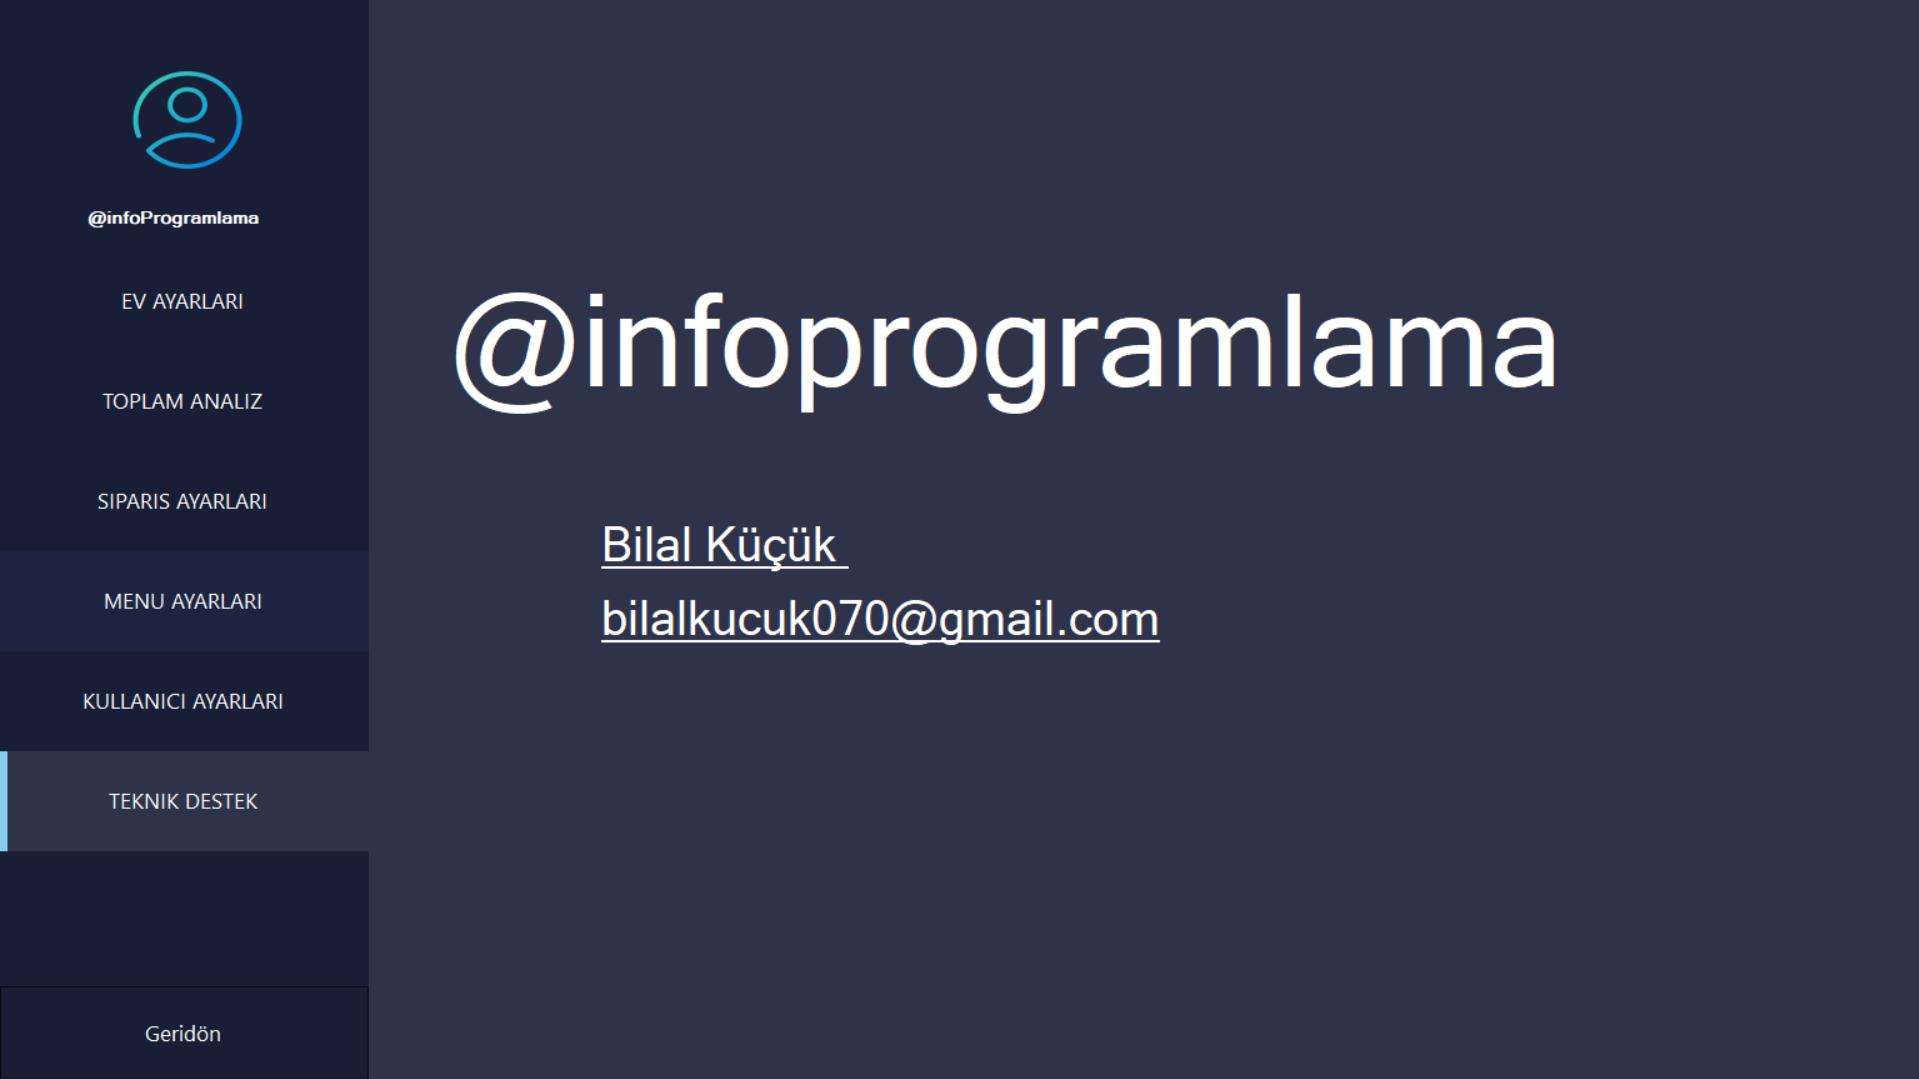 @infoProgramlama
EV AYARLARI
TOPLAM ANALIZ
SIPARIS AYARLARI
MENU AYARLARI
KULLANICI AYARLARI
TEKNIK DESTEK
Geridön
@infoprogramlama
Bilal Küçük
bilalkucuk070@gmail.com